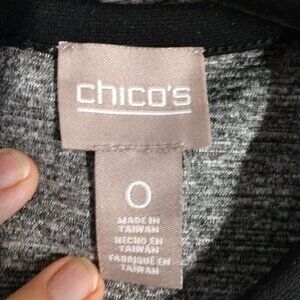 chico's
0
MADE IN
TAIWAN
HECHO EN
TAIWAN
FABRIQUÉ EN
TAIWAN